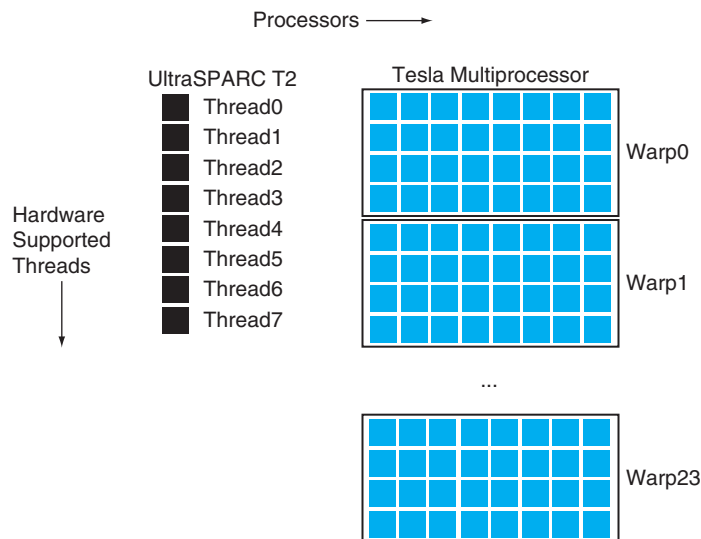 Processors
UltraSPARC T2
Tesla Multiprocessor
Thread0
Thread1
Thread2
Thread3
Thread4
Thread5
Thread6
Thread7
Hardware
Supported
Threads
Warp0
Warp1
...
Warp23